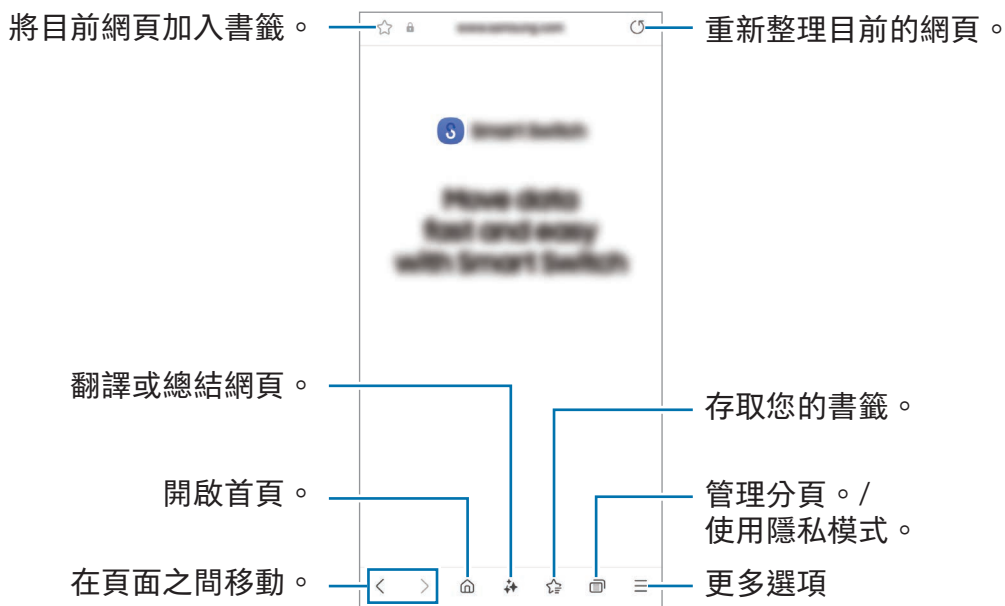 將目前網頁加入書籤。
重新整理目前的網頁。
翻譯或總結網頁。
存取您的書籤。
開啟首頁。
管理分頁。/
使用隱私模式。
在頁面之間移動。
更多選項